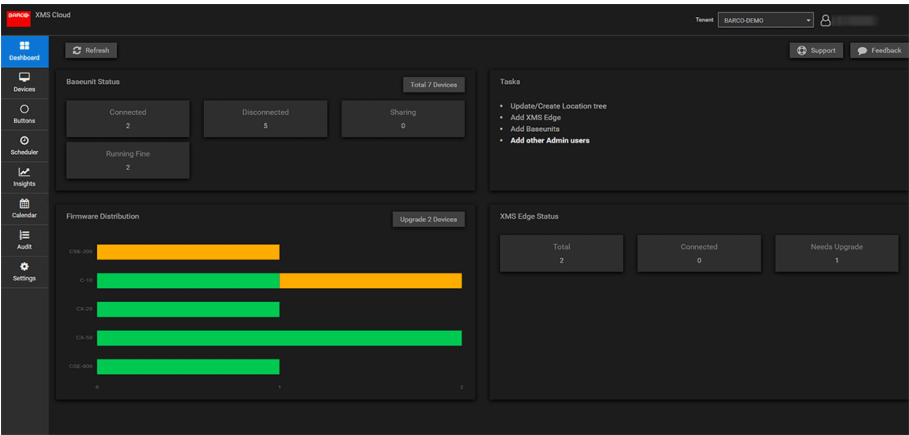 BARCO XMS Cloud
Tenant BARCO-DEMO
Dashboard
Refresh
Support
Feedback
Devices
Buttons
Scheduler
Insights
Calendar
Audit
Settings
Baseunit Status
Total 7 Devices
Connected
2
Disconnected
5
Sharing
0
Running Fine
2
Tasks
• Update/Create Location tree
• Add XMS Edge
• Add Baseunits
• Add other Admin users
Firmware Distribution
Upgrade 2 Devices
CSE-200
C-10
CX-20
CX-50
CSE-800
0 1 2
XMS Edge Status
Total
2
Connected
0
Needs Upgrade
1